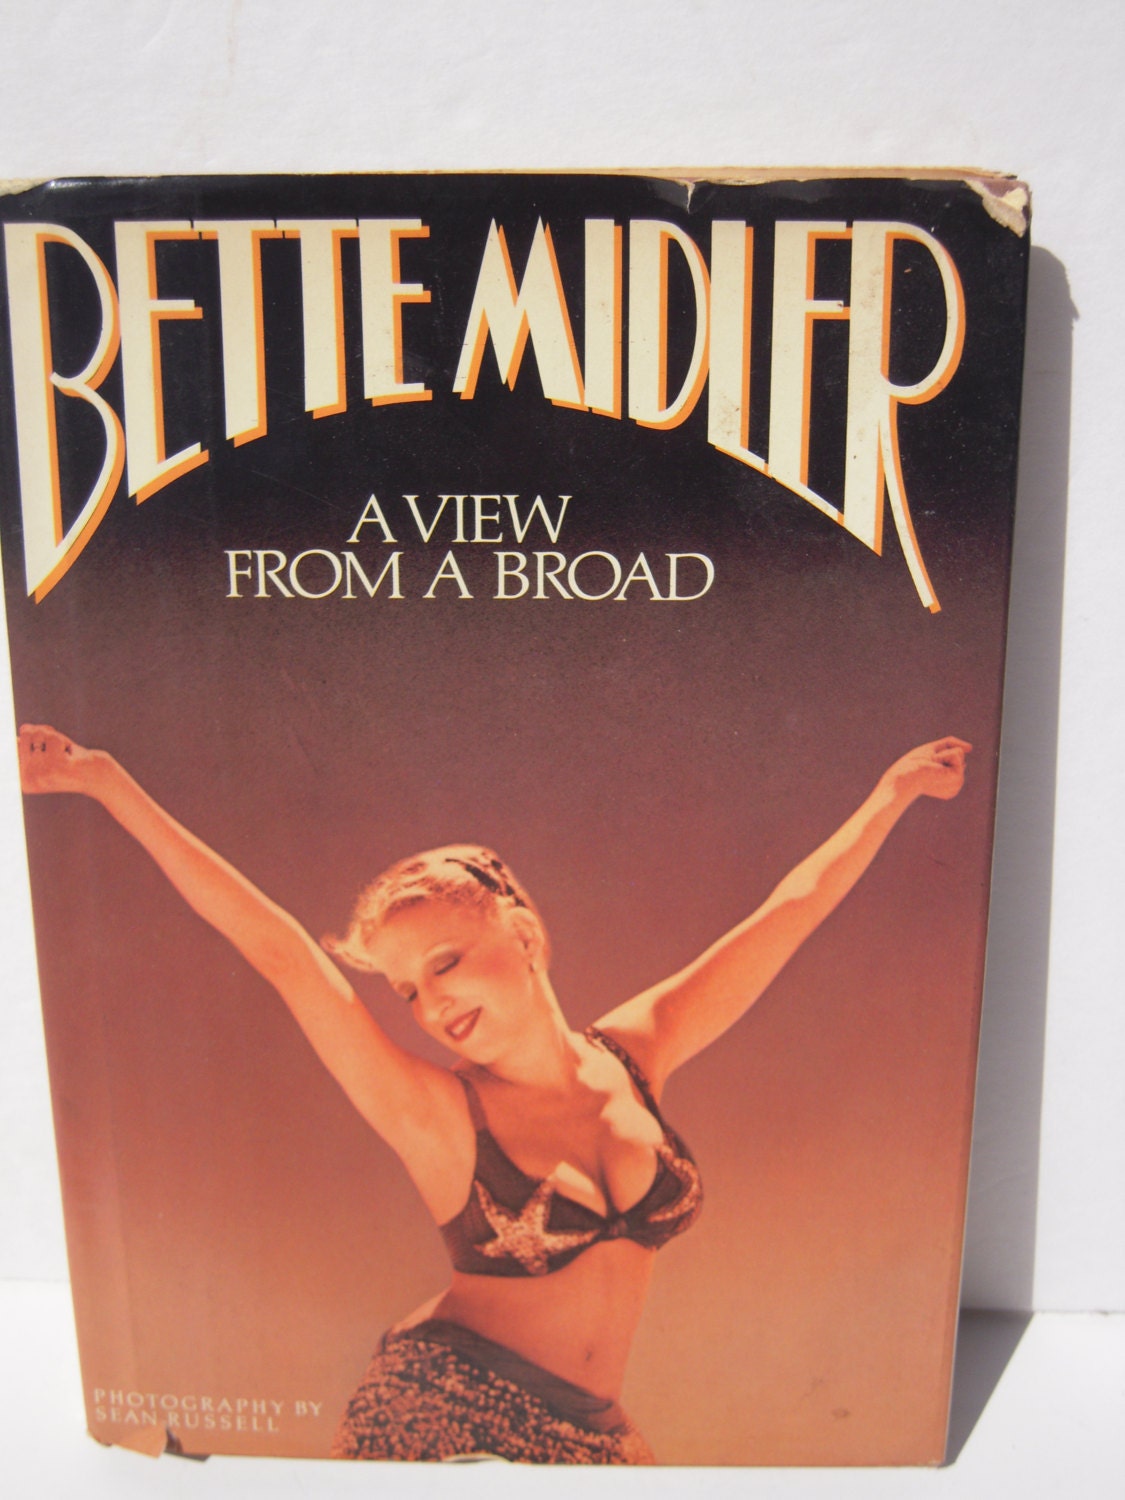 BETTE MIDLER
A VIEW
FROM A BROAD
PHOTOGRAPHY BY
SEAN RUSSELL